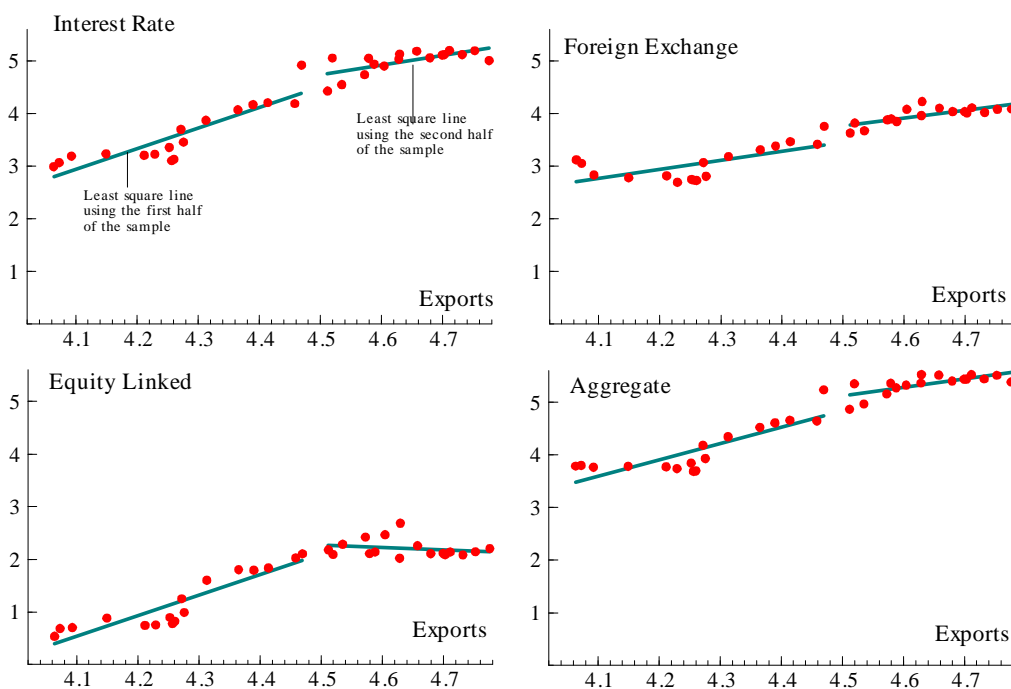 Interest Rate
5
4
3
2
1
Least square line
using the first half
of the sample
Least square line
using the second half
of the sample
Exports
4.1 4.2 4.3 4.4 4.5 4.6 4.7
Foreign Exchange
5
4
3
2
1
Exports
4.1 4.2 4.3 4.4 4.5 4.6 4.7
Equity Linked
5
4
3
2
1
Exports
4.1 4.2 4.3 4.4 4.5 4.6 4.7
Aggregate
5
4
3
2
1
Exports
4.1 4.2 4.3 4.4 4.5 4.6 4.7